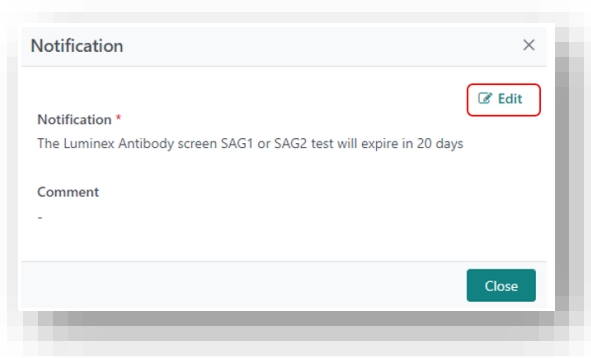 Notification
Edit
Notification *
The Luminex Antibody screen SAG1 or SAG2 test will expire in 20 days
Comment
-
Close